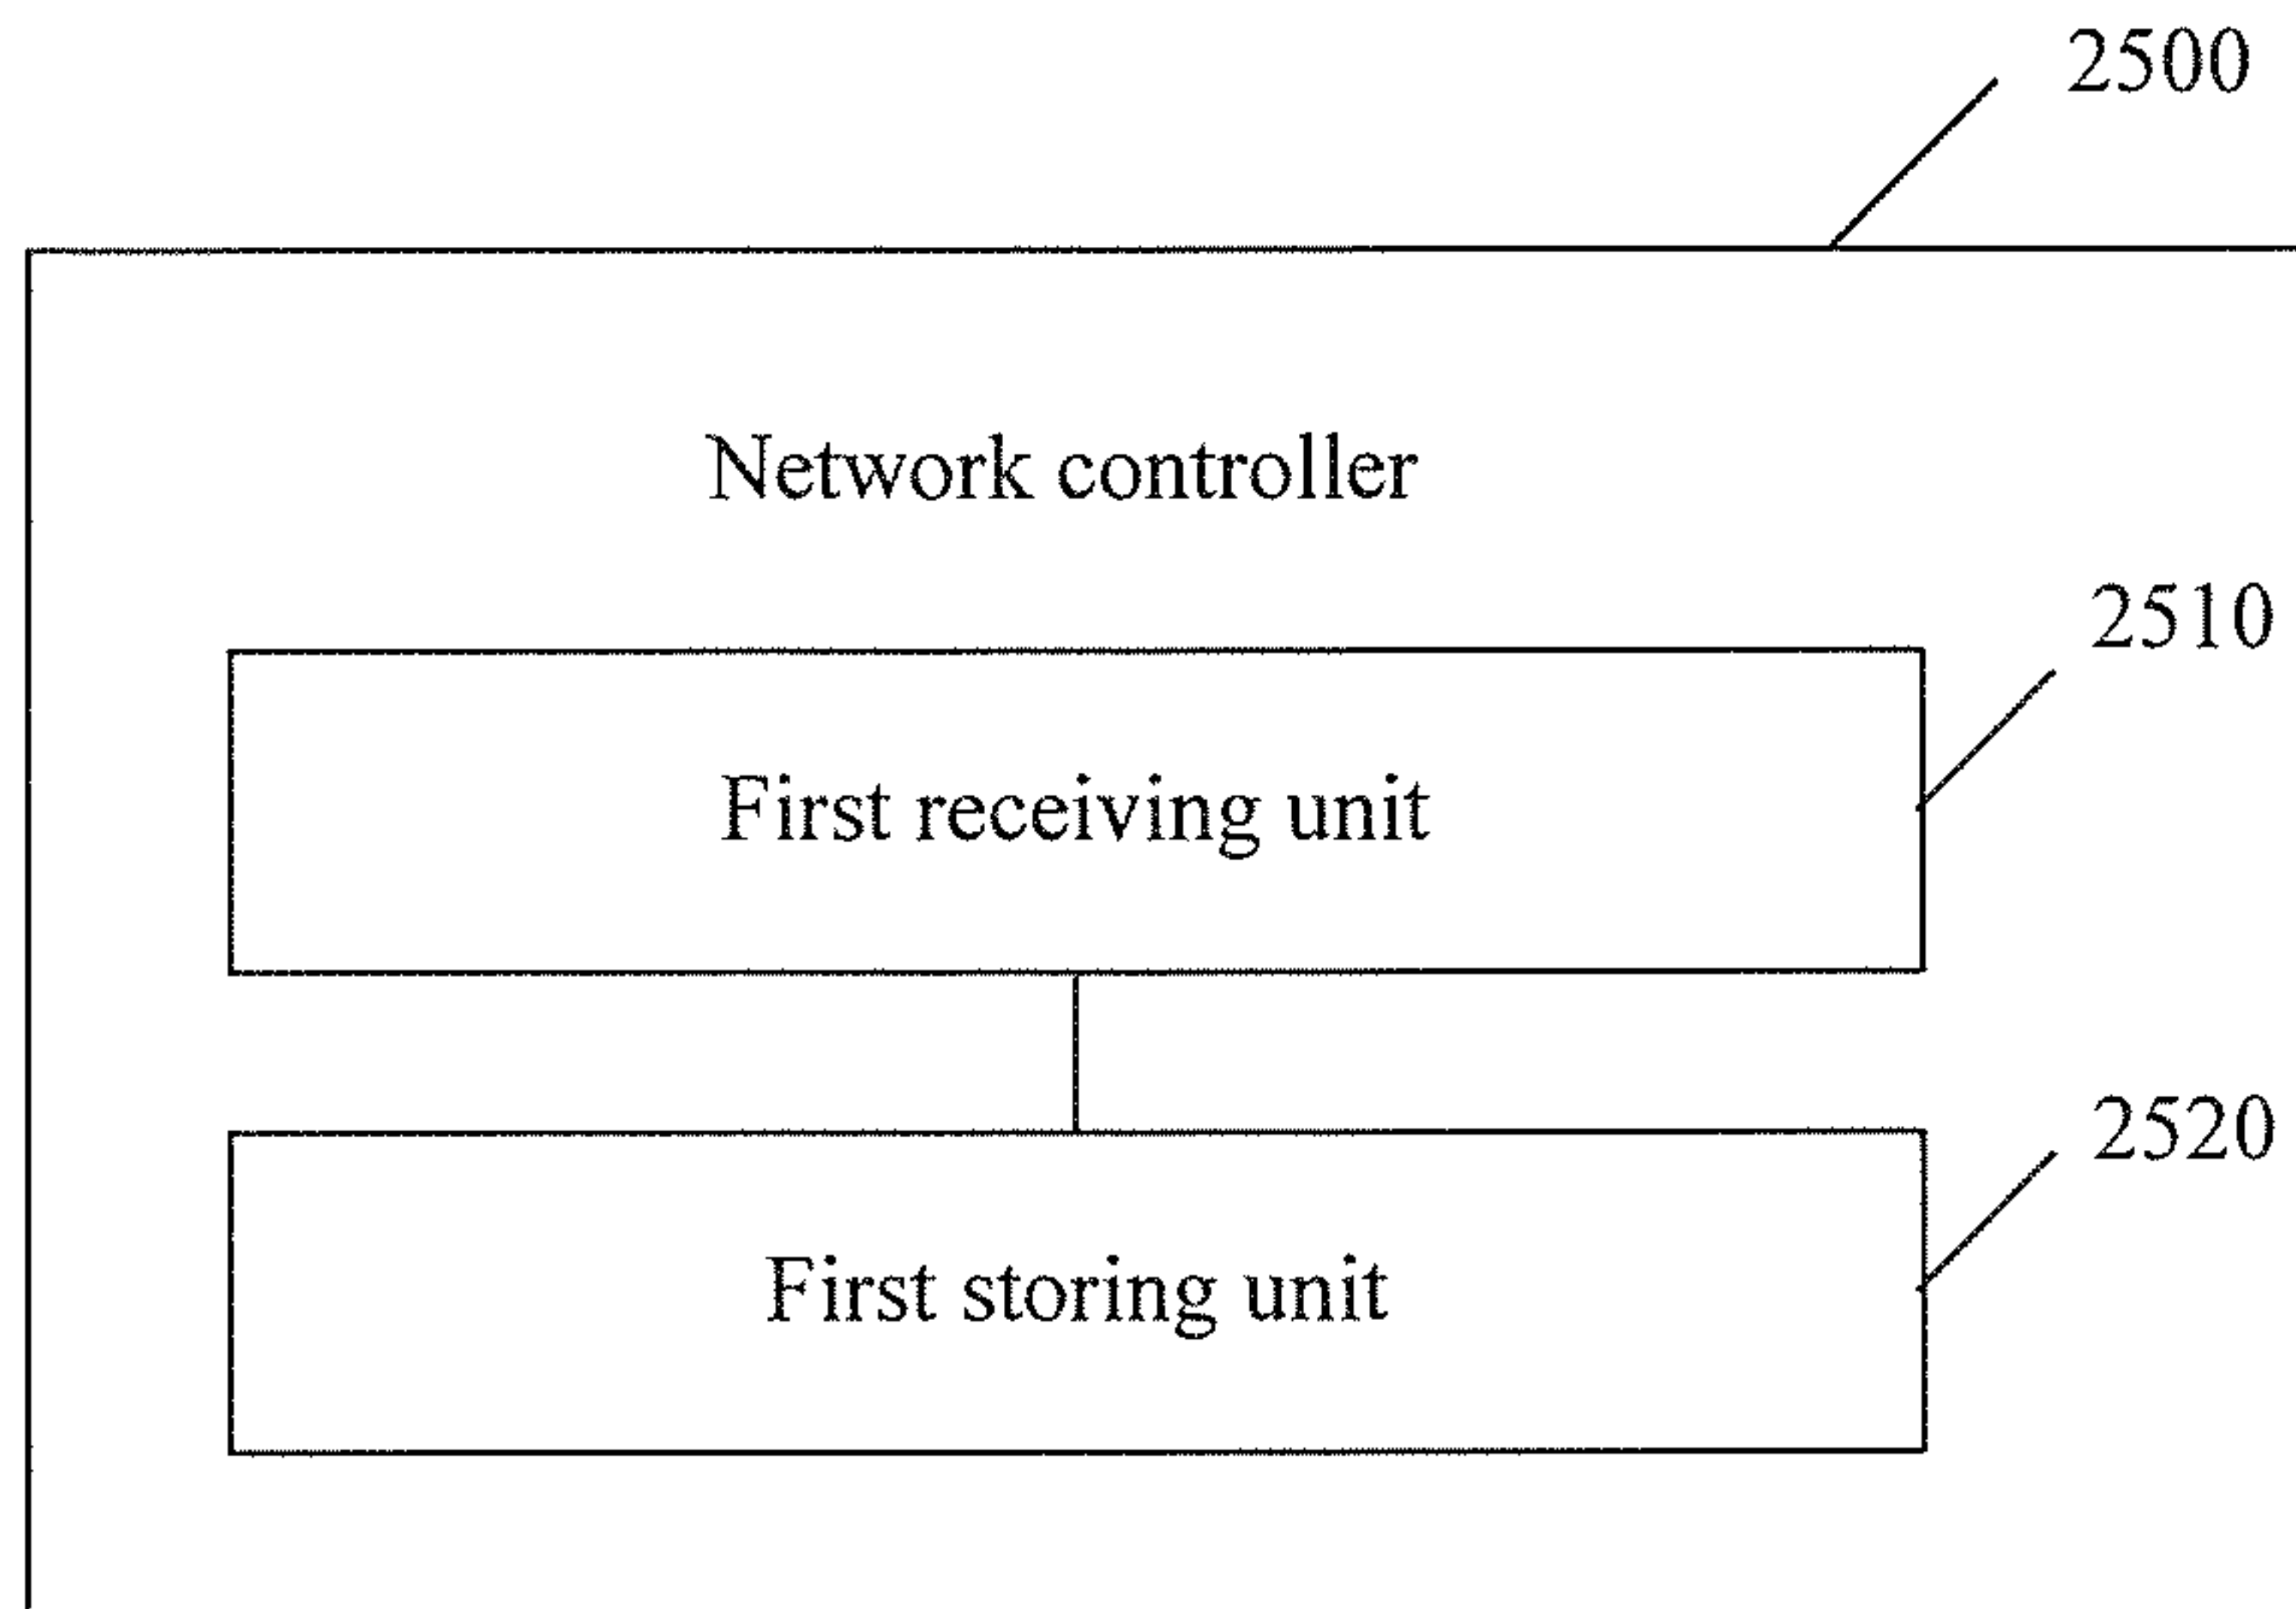 2500
Network controller
2510
First receiving unit
2520
First storing unit